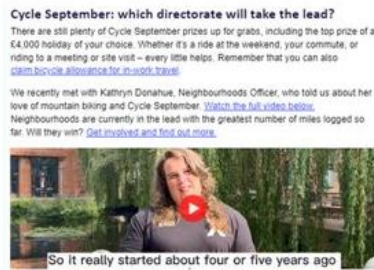 Cycle September: which directorate will take the lead?
There are still plenty of Cycle September prizes up for grabs, including the top prize of a
£4,000 holiday of your choice. Whether it's a ride at the weekend, your commute, or
riding to a meeting or site visit – every little helps. Remember that you can also
claim bicycle allowance for in-work travel.
We recently met with Kathryn Donahue, Neighbourhoods Officer, who told us about her
love of mountain biking and Cycle September. Watch the full video below.
Neighbourhoods are currently in the lead with the greatest number of miles logged so
far. Will they win? Get involved and find out more.
So it really started about four or five years ago